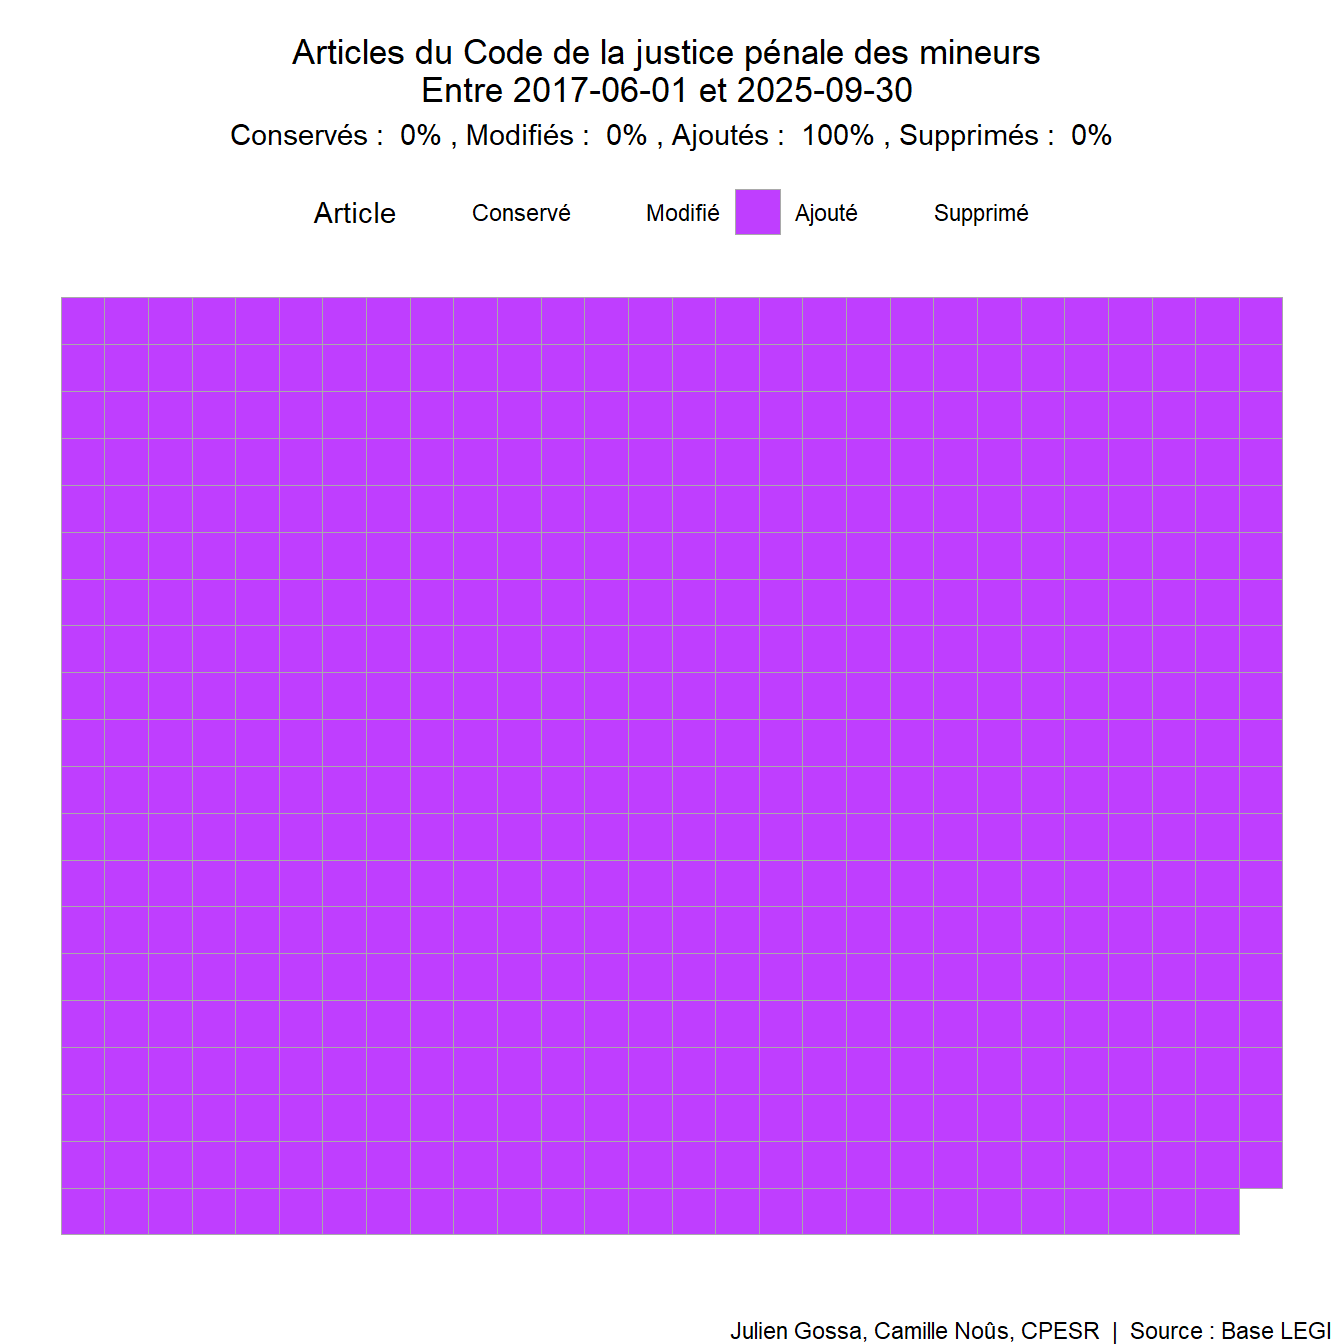 Articles du Code de la justice pénale des mineurs
Entre 2017-06-01 et 2025-09-30
Conservés :  0% , Modifiés :  0% , Ajoutés :  100% , Supprimés :  0%
Article Conservé Modifié Ajouté Supprimé
Julien Gossa, Camille Noûs, CPESR | Source : Base LEGI